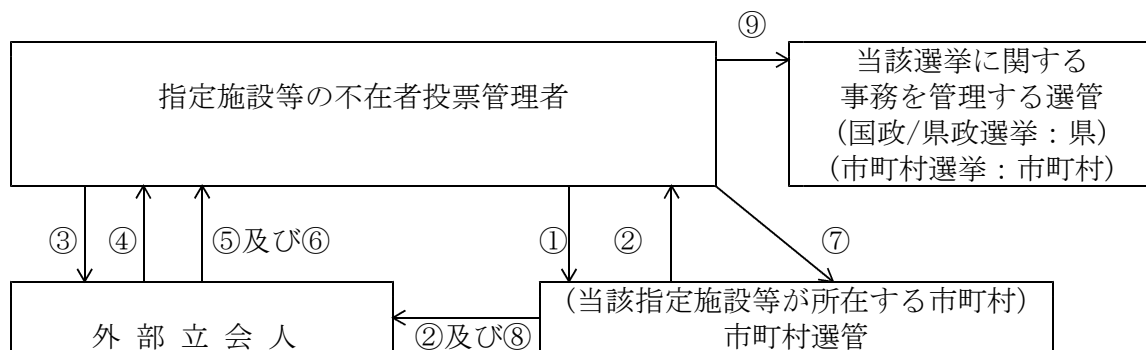 ⑨
当該選挙に関する
事務を管理する選管
(国政/県政選挙：県)
(市町村選挙：市町村)
指定施設等の不在者投票管理者
③
④
⑤及び⑥
①
②
⑦
外 部 立 会 人
②及び⑧
(当該指定施設等が所在する市町村)
市町村選管